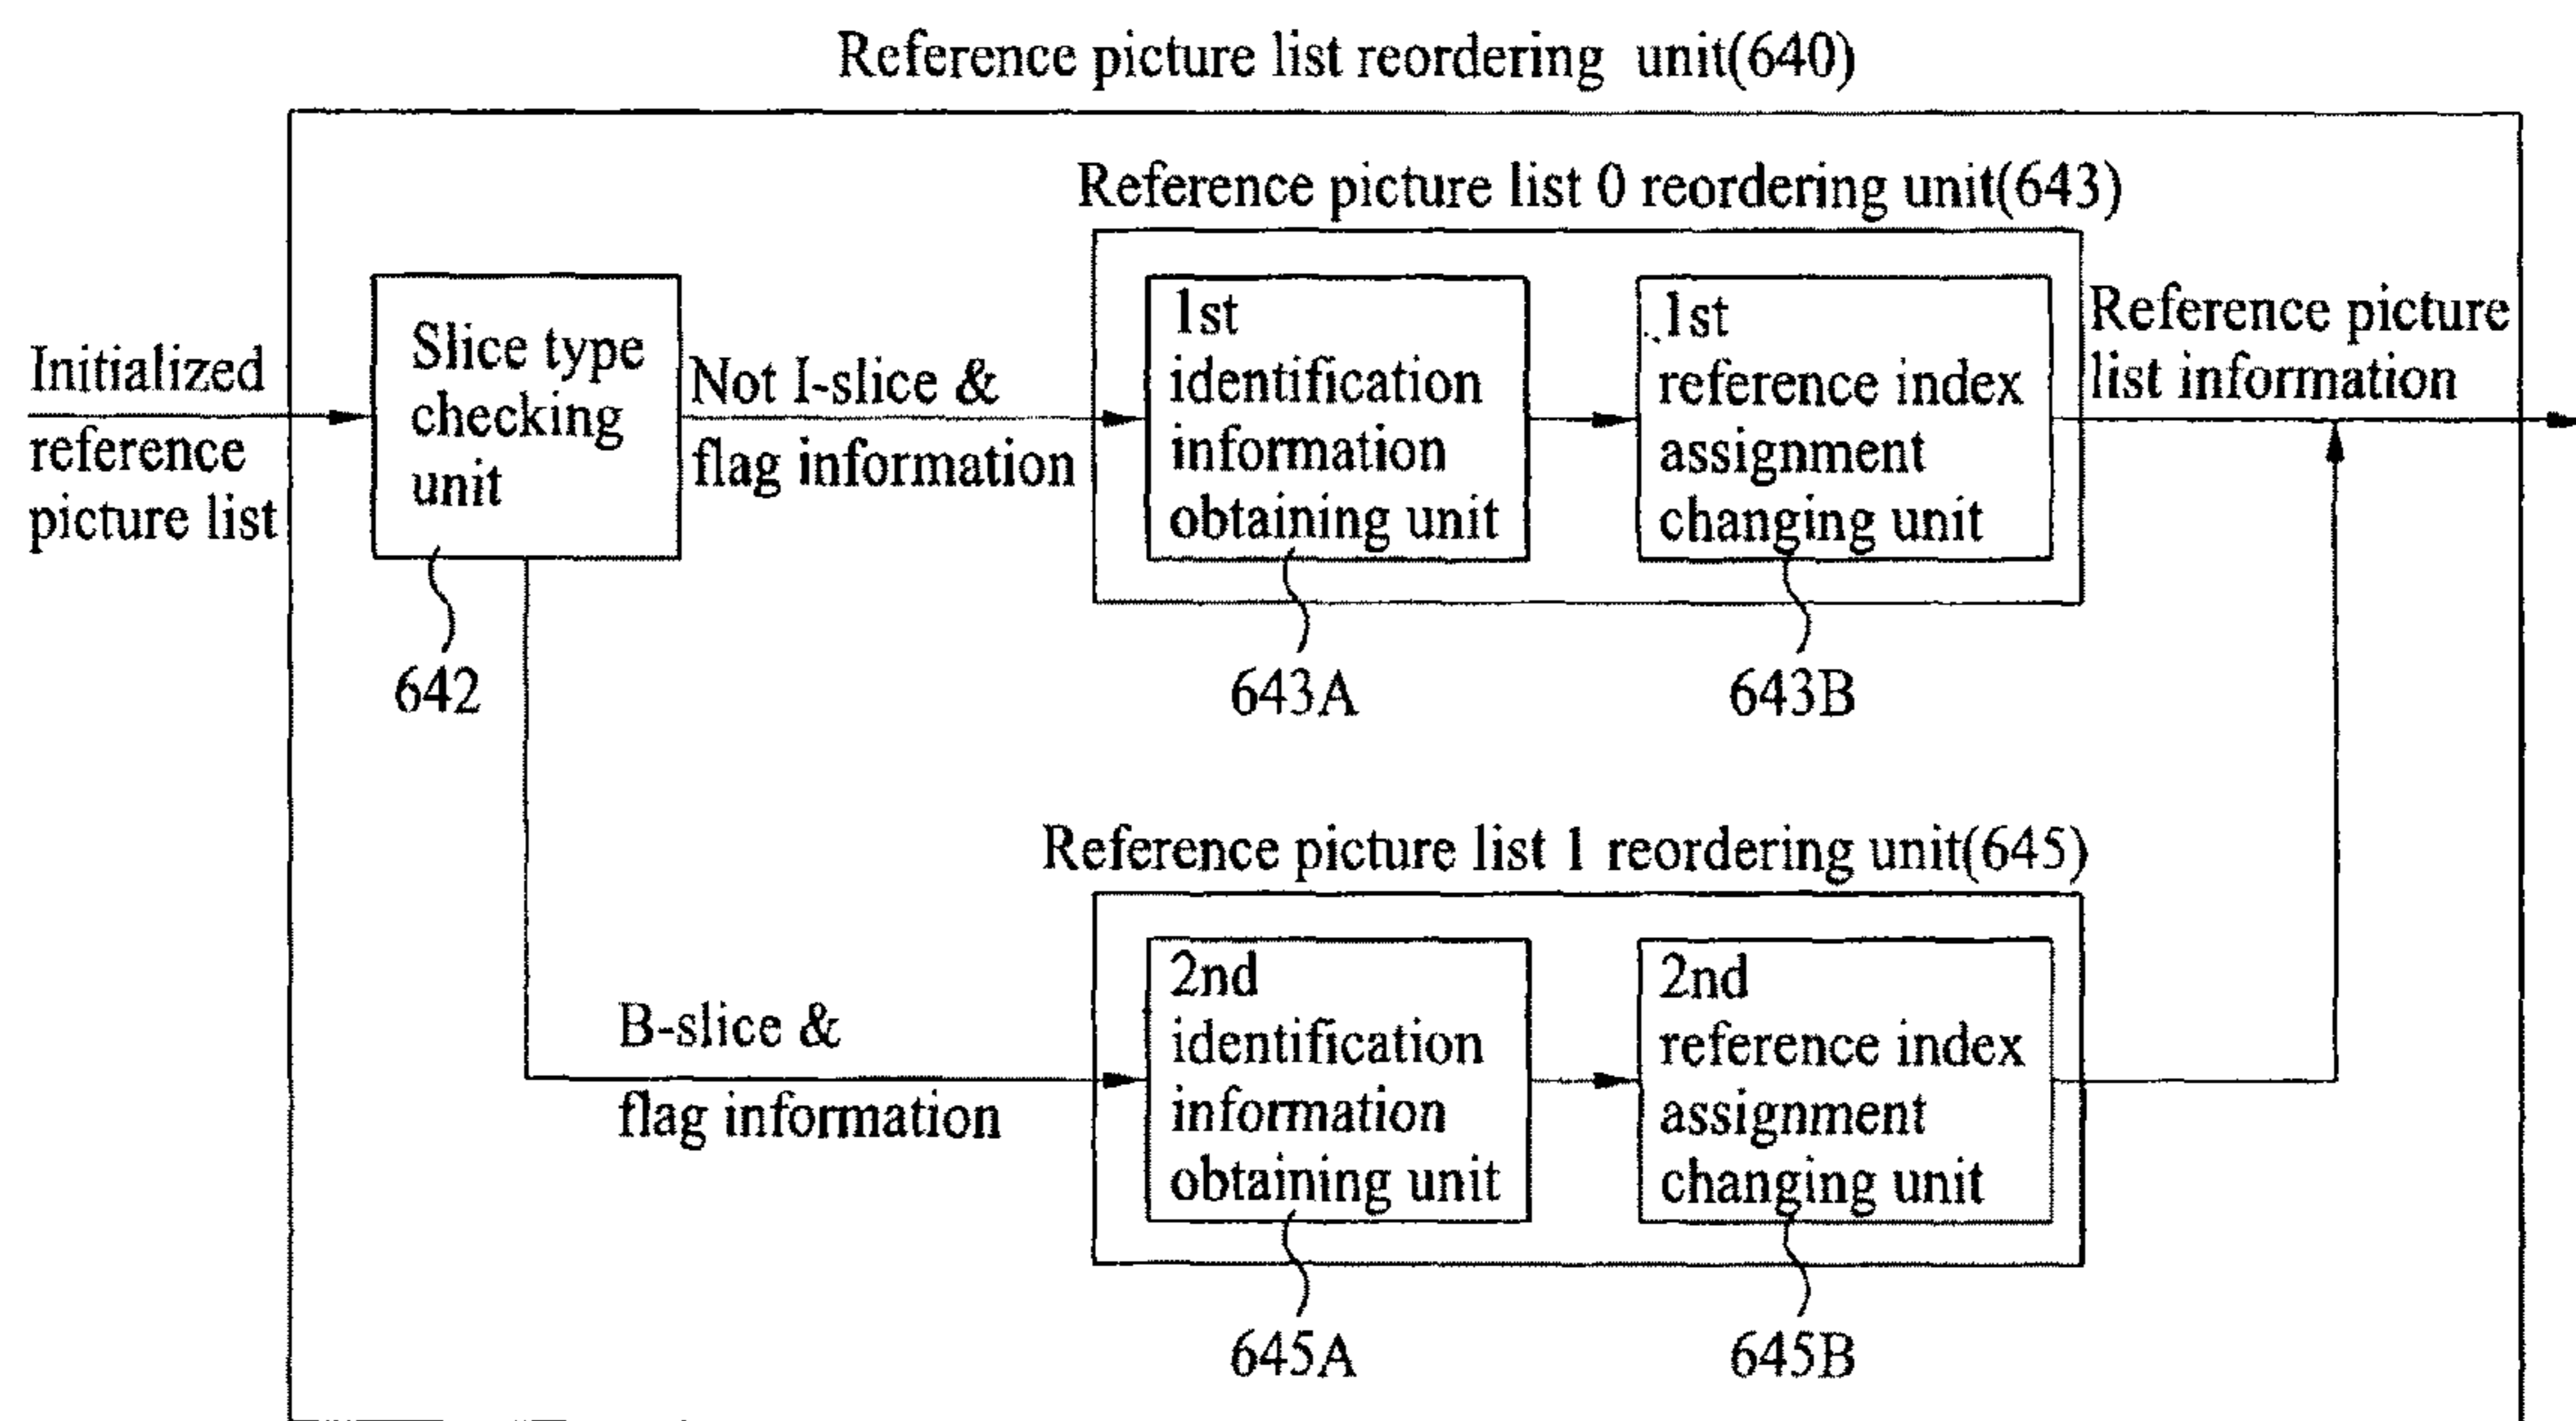 Reference picture list reordering unit(640)
Reference picture list 0 reordering unit(643)
Initialized
reference
picture list
Slice type
checking
unit
642
Not I-slice &
flag information
1st
identification
information
obtaining unit
643A
1st
reference index
assignment
changing unit
643B
Reference picture
list information
Reference picture list 1 reordering unit(645)
B-slice &
flag information
2nd
identification
information
obtaining unit
645A
2nd
reference index
assignment
changing unit
645B